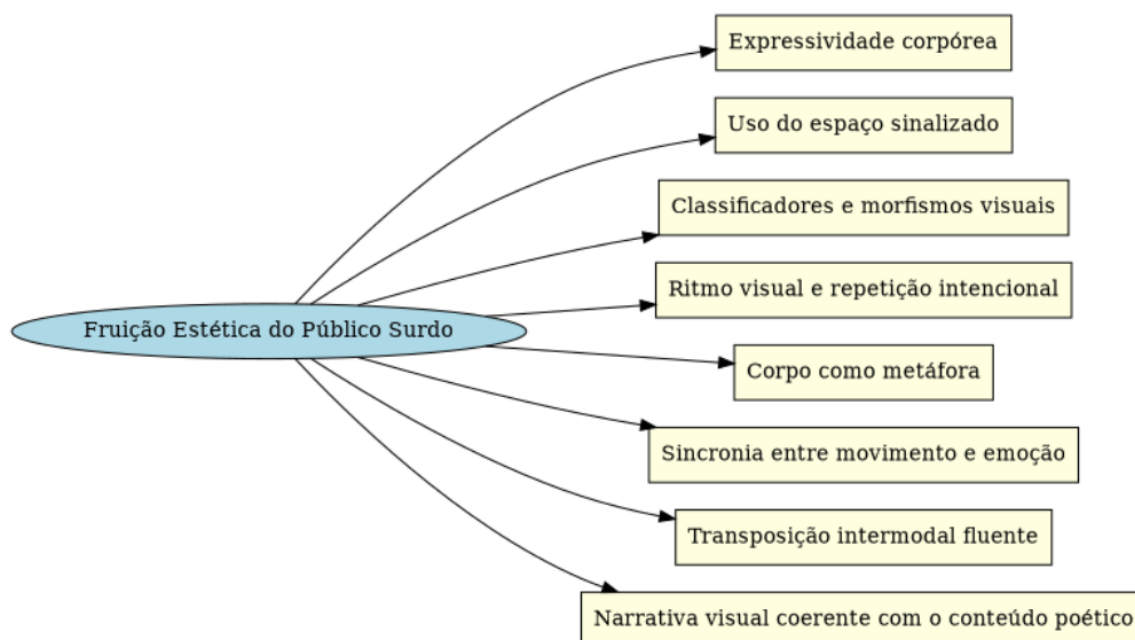 Expressividade corpórea
Uso do espaço sinalizado
Classificadores e morfismos visuais
Ritmo visual e repetição intencional
Fruição Estética do Público Surdo
Corpo como metáfora
Sincronia entre movimento e emoção
Transposição intermodal fluente
Narrativa visual coerente com o conteúdo poético